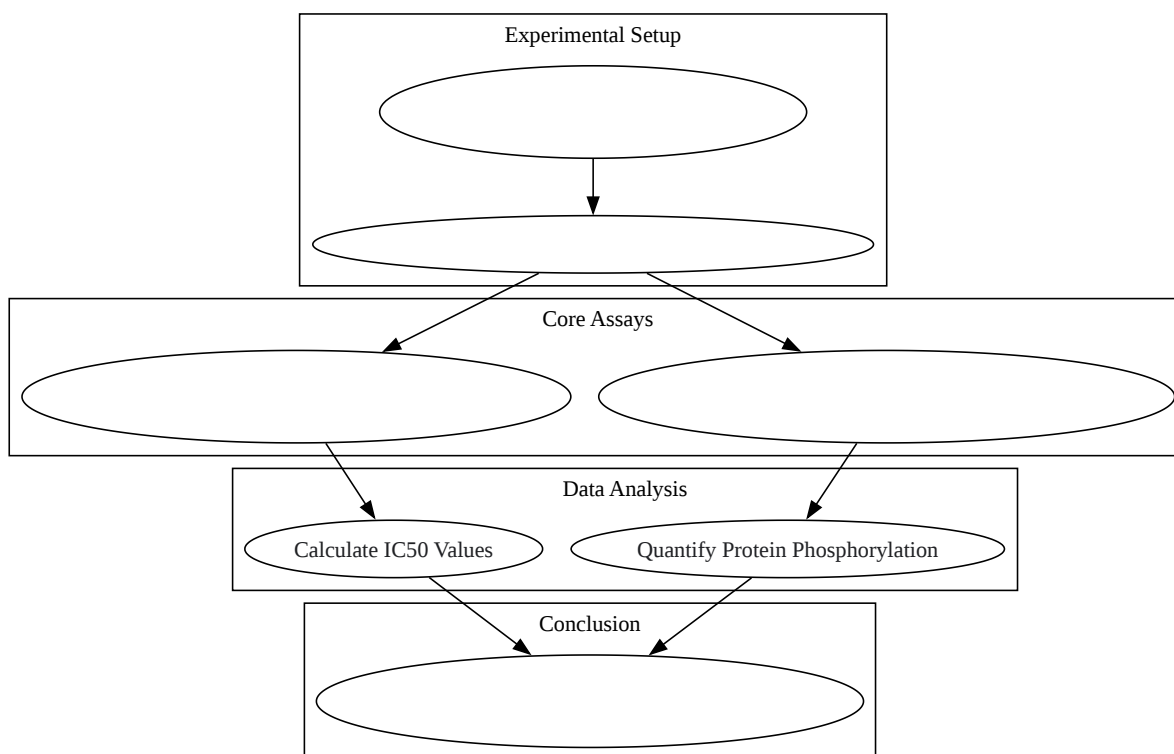 Experimental Setup
Core Assays
Data Analysis
Calculate IC50 Values
Quantify Protein Phosphorylation
Conclusion